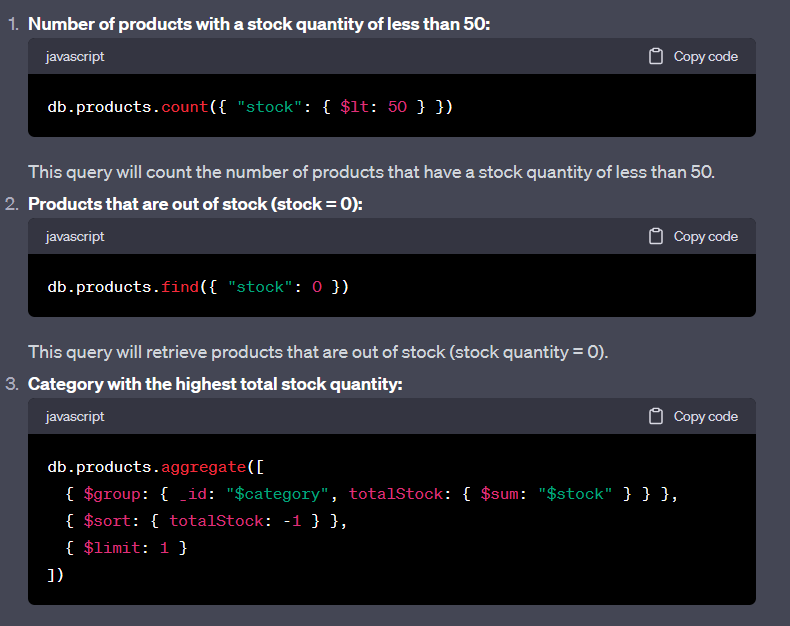 1. Number of products with a stock quantity of less than 50:
javascript Copy code
db.products.count({ "stock": { $lt: 50 } })
This query will count the number of products that have a stock quantity of less than 50.
2. Products that are out of stock (stock = 0):
javascript Copy code
db.products.find({ "stock": 0 })
This query will retrieve products that are out of stock (stock quantity = 0).
3. Category with the highest total stock quantity:
javascript Copy code
db.products.aggregate([
  { $group: { _id: "$category", totalStock: { $sum: "$stock" } } },
  { $sort: { totalStock: -1 } },
  { $limit: 1 }
])